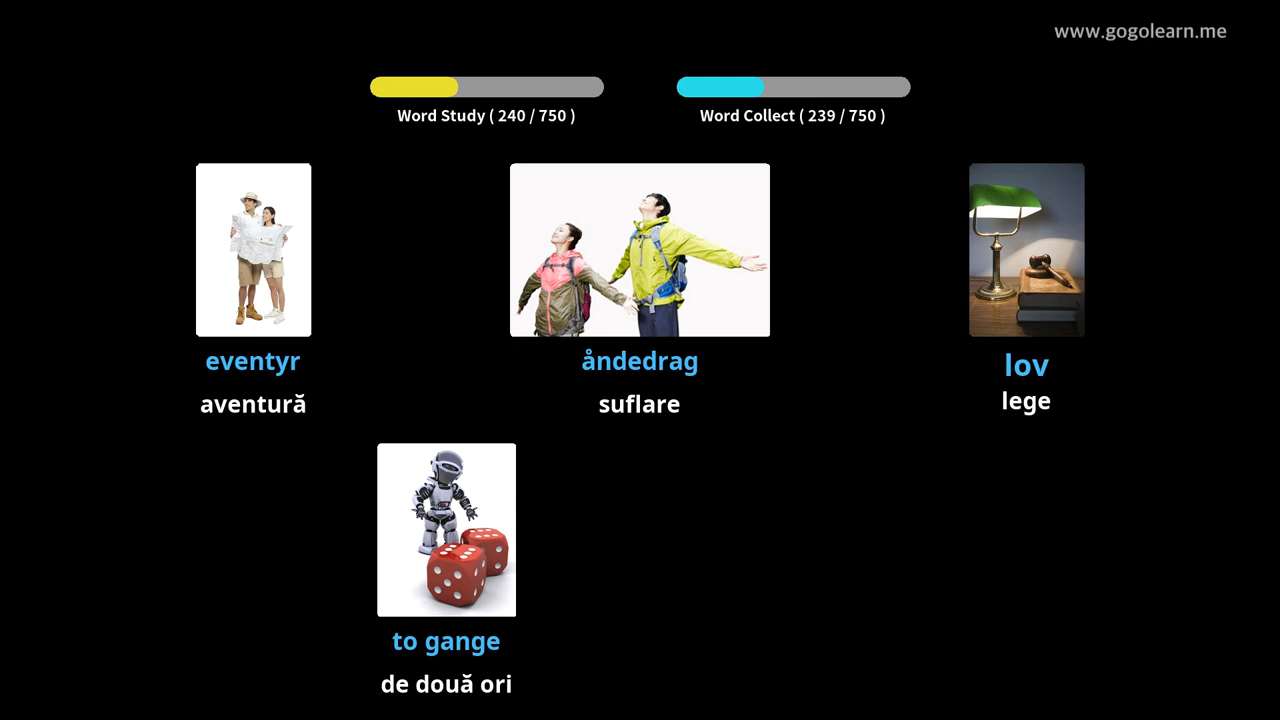 www.gogolearn.me
Word Study ( 240 / 750 )
Word Collect ( 239 / 750 )
eventyr
aventură
åndedrag
suflare
lov
lege
to gange
de două ori